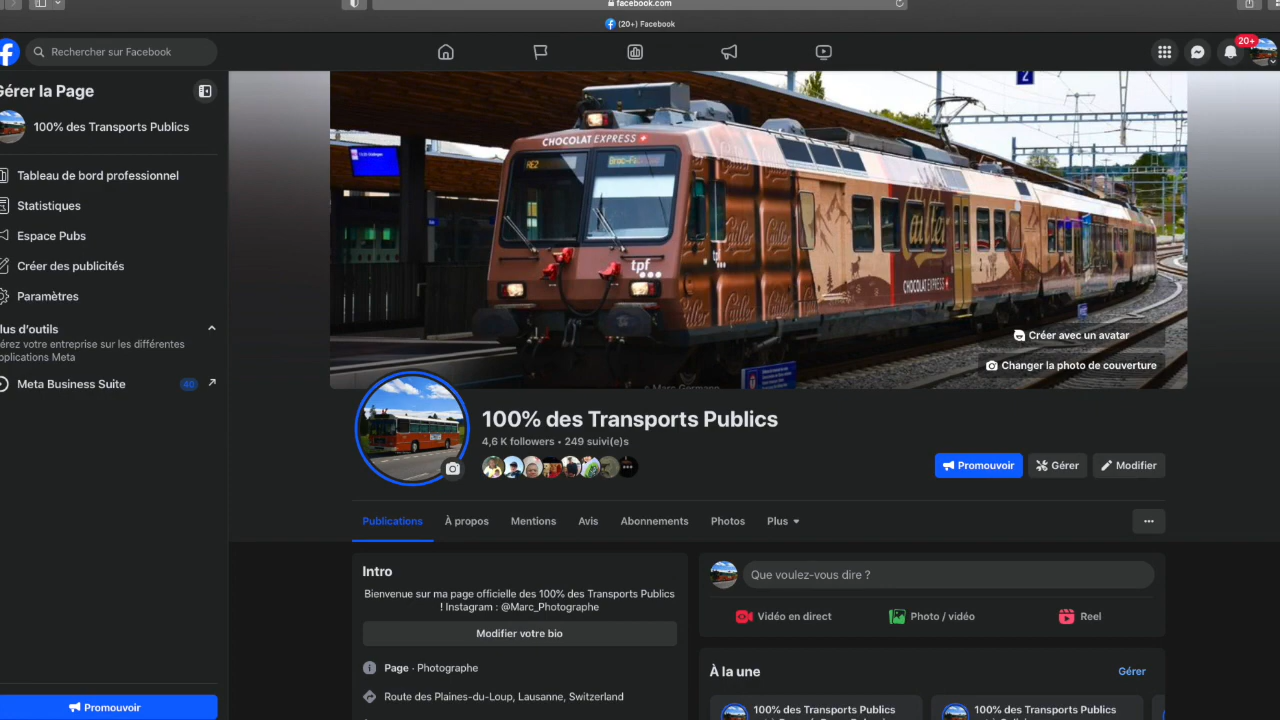 facebook.com
(20+) Facebook
Rechercher sur Facebook
20+
Gérer la Page
100% des Transports Publics
Tableau de bord professionnel
Statistiques
Espace Pubs
Créer des publicités
Paramètres
lus d'outils
érez votre entreprise sur les différentes
pplications Meta
Meta Business Suite
40
Promouvoir
2
CHOCOLAT EXPRESS
RE2
tpf
Cailler
CHOCOLAT EXPRESS
Créer avec un avatar
Changer la photo de couverture
100% des Transports Publics
4,6 K followers • 249 suivi(e)s
Promouvoir
Gérer
Modifier
Publications
À propos
Mentions
Avis
Abonnements
Photos
Plus
Intro
Bienvenue sur ma page officielle des 100% des Transports Publics
! Instagram : @Marc_Photographe
Modifier votre bio
Page · Photographe
Route des Plaines-du-Loup, Lausanne, Switzerland
Que voulez-vous dire ?
Vidéo en direct
Photo / vidéo
Reel
À la une
Gérer
100% des Transports Publics
100% des Transports Publics